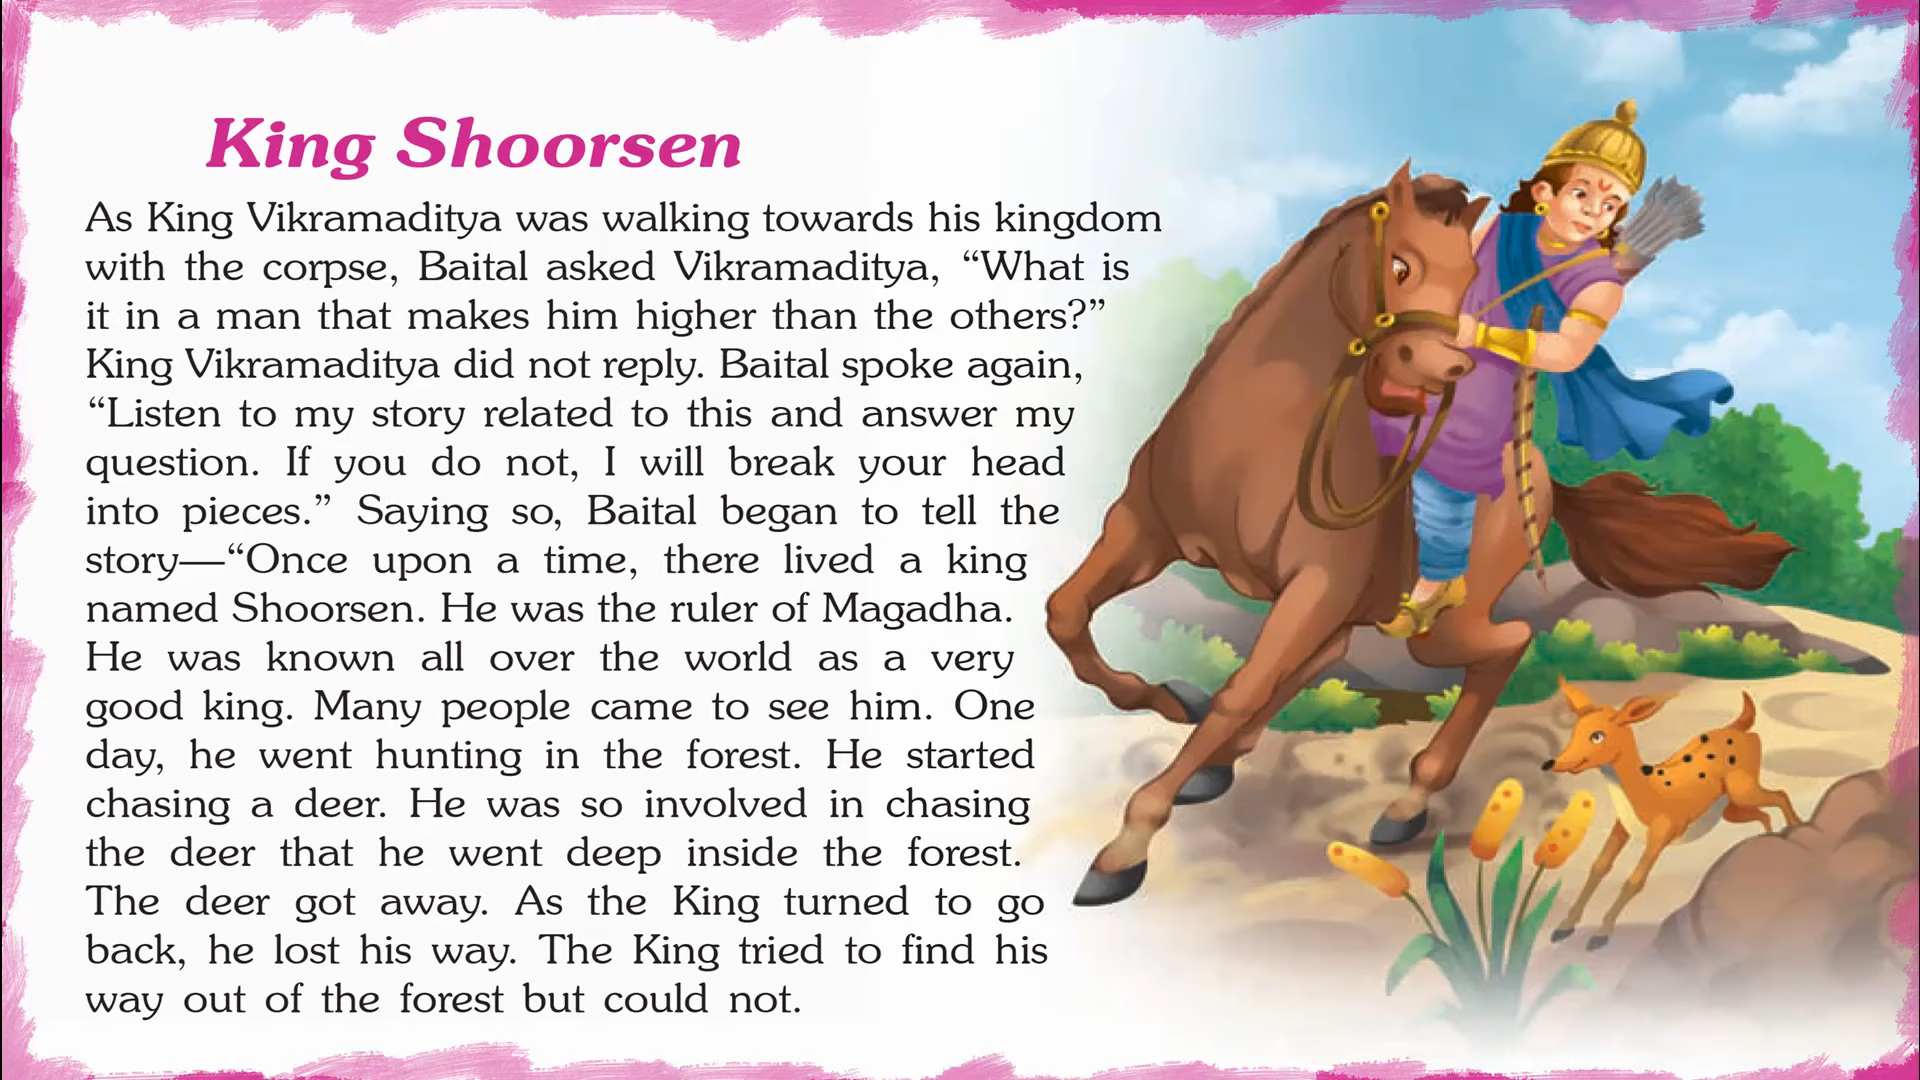 King Shoorsen
As King Vikramaditya was walking towards his kingdom
with the corpse, Baital asked Vikramaditya, “What is
it in a man that makes him higher than the others?”
King Vikramaditya did not reply. Baital spoke again,
“Listen to my story related to this and answer my
question. If you do not, I will break your head
into pieces.” Saying so, Baital began to tell the
story—“Once upon a time, there lived a king
named Shoorsen. He was the ruler of Magadha.
He was known all over the world as a very
good king. Many people came to see him. One
day, he went hunting in the forest. He started
chasing a deer. He was so involved in chasing
the deer that he went deep inside the forest.
The deer got away. As the King turned to go
back, he lost his way. The King tried to find his
way out of the forest but could not.